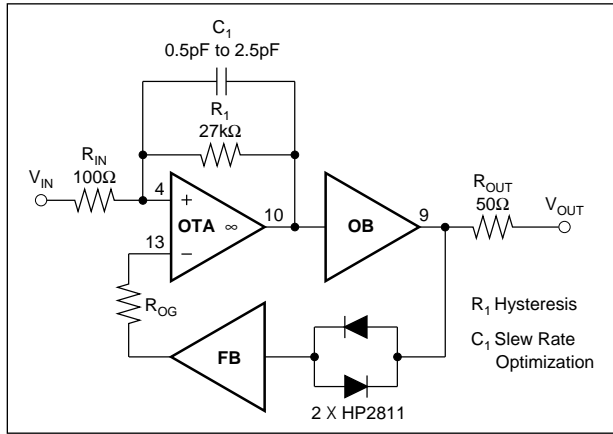 C1
0.5pF to 2.5pF
R1
27kΩ
RIN
100Ω
VIN
4
+
OTA ∞
10
OB
9
ROUT
50Ω
VOUT
13
−
ROG
FB
2 X HP2811
R1 Hysteresis
C1 Slew Rate
Optimization